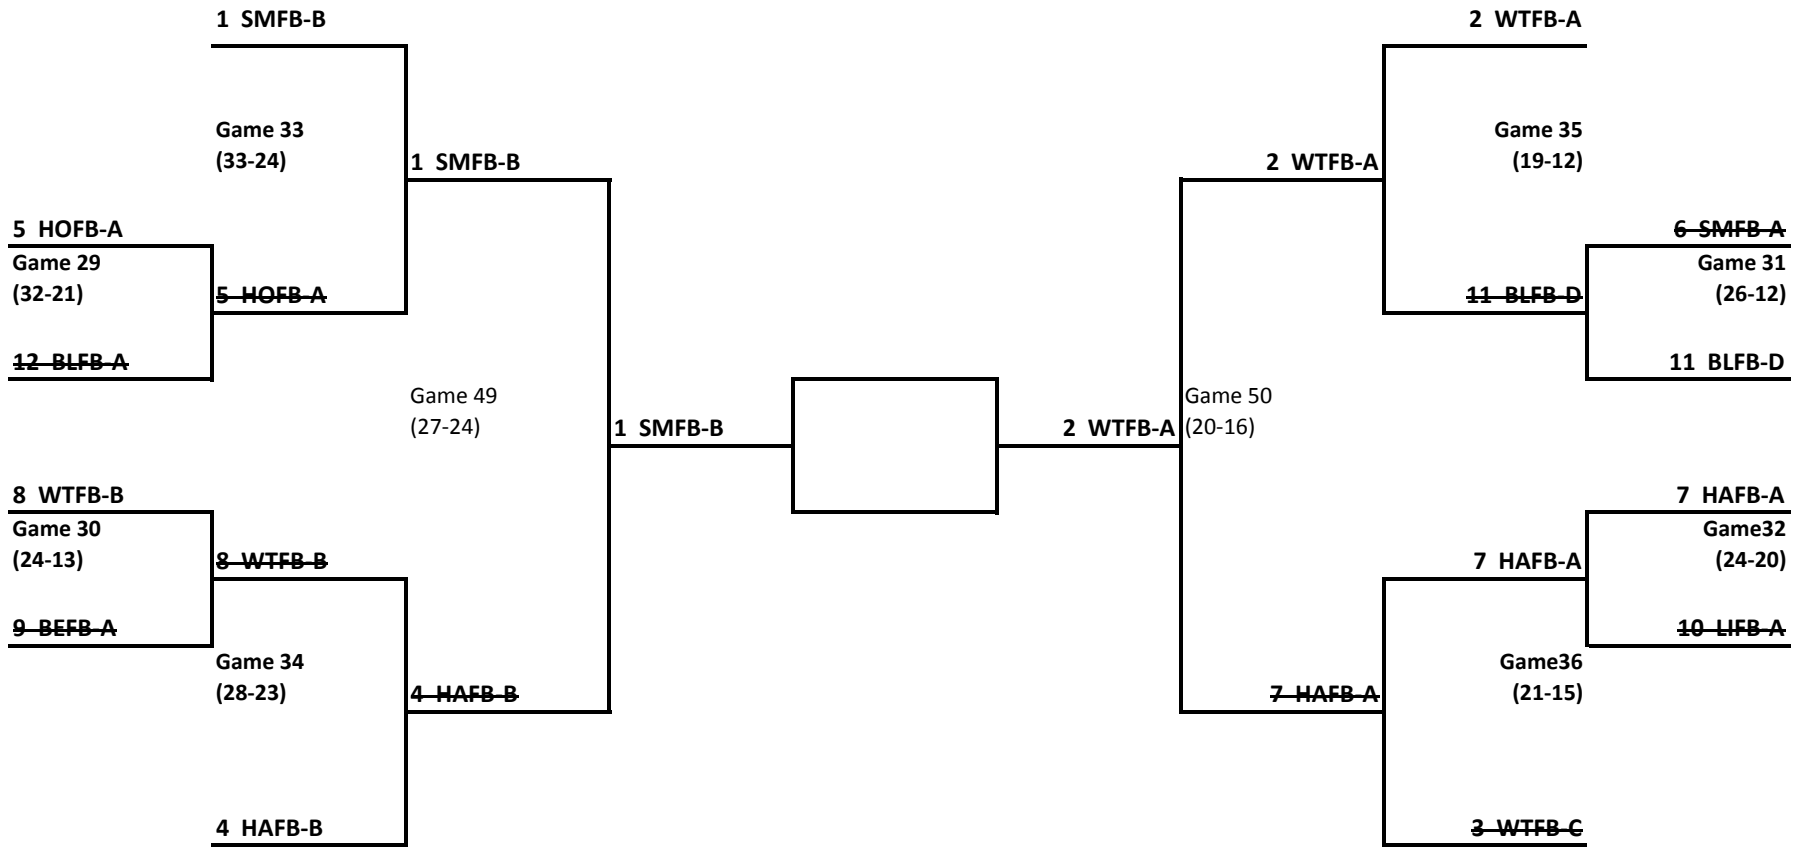 1 SMFB-B
Game 33
(33-24)
1 SMFB-B
5 HOFB-A
Game 29
(32-21)
5 HOFB-A
12 BLFB-A
Game 49
(27-24)
1 SMFB-B
8 WTFB-B
Game 30
(24-13)
8 WTFB-B
9 BEFB-A
Game 34
(28-23)
4 HAFB-B
4 HAFB-B
2 WTFB-A
Game 35
(19-12)
2 WTFB-A
6 SMFB-A
Game 31
(26-12)
11 BLFB-D
11 BLFB-D
Game 50
(20-16)
2 WTFB-A
7 HAFB-A
Game32
(24-20)
7 HAFB-A
10 LIFB-A
Game36
(21-15)
7 HAFB-A
3 WTFB-C